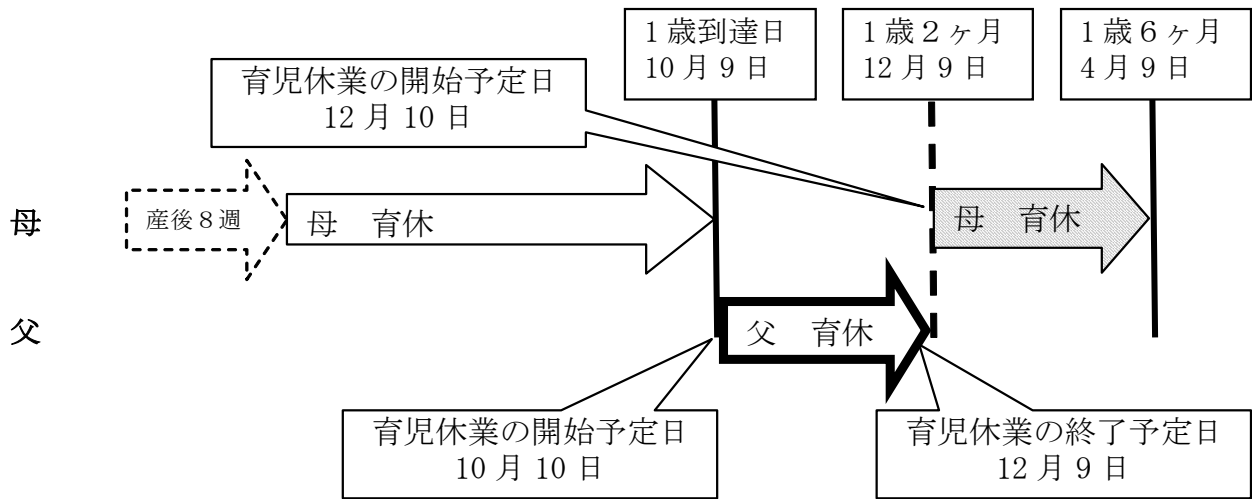 1歳到達日
10月9日
1歳2ヶ月
12月9日
1歳6ヶ月
4月9日
育児休業の開始予定日
12月10日
母
産後8週
母　育休
母　育休
父
父　育休
育児休業の開始予定日
10月10日
育児休業の終了予定日
12月9日